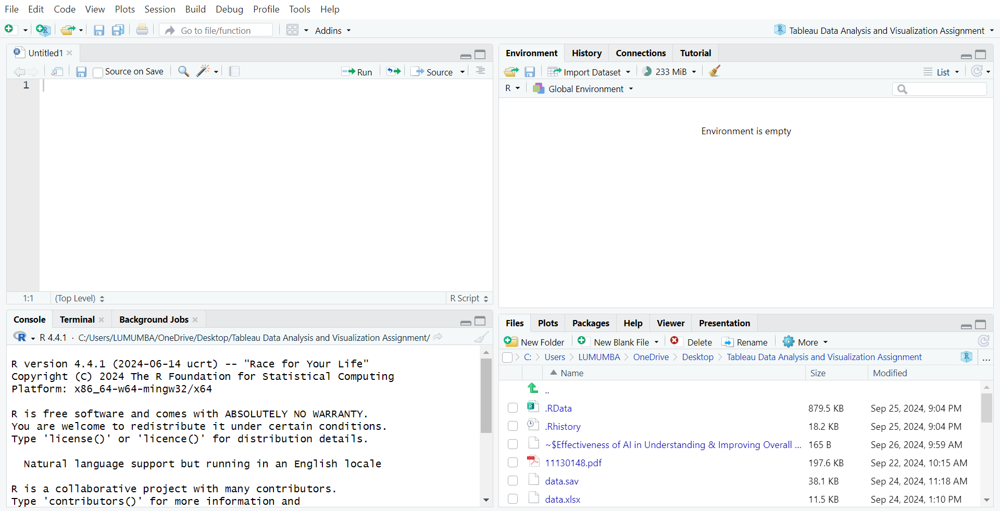 File Edit Code View Plots Session Build Debug Profile Tools Help
Go to file/function Addins Tableau Data Analysis and Visualization Assignment
Untitled1
Source on Save Run Source
1
1:1 (Top Level) R Script
Console Terminal Background Jobs
R 4.4.1 · C:/Users/LUMUMBA/OneDrive/Desktop/Tableau Data Analysis and Visualization Assignment/
R version 4.4.1 (2024-06-14 ucrt) -- "Race for Your Life"
Copyright (C) 2024 The R Foundation for Statistical Computing
Platform: x86_64-w64-mingw32/x64
R is free software and comes with ABSOLUTELY NO WARRANTY.
You are welcome to redistribute it under certain conditions.
Type 'license()' or 'licence()' for distribution details.
Natural language support but running in an English locale
R is a collaborative project with many contributors.
Type 'contributors()' for more information and
Environment History Connections Tutorial
Import Dataset 233 MiB List
R Global Environment
Environment is empty
Files Plots Packages Help Viewer Presentation
New Folder New Blank File Delete Rename More
C: Users LUMUMBA OneDrive Desktop Tableau Data Analysis and Visualization Assignment ...
Name Size Modified
..
.RData 879.5 KB Sep 25, 2024, 9:04 PM
.Rhistory 18.2 KB Sep 25, 2024, 9:04 PM
~$Effectiveness of AI in Understanding & Improving Overall ... 165 B Sep 26, 2024, 9:59 AM
11130148.pdf 197.6 KB Sep 22, 2024, 10:15 AM
data.sav 38.1 KB Sep 24, 2024, 11:18 AM
data.xlsx 11.5 KB Sep 24, 2024, 1:10 PM